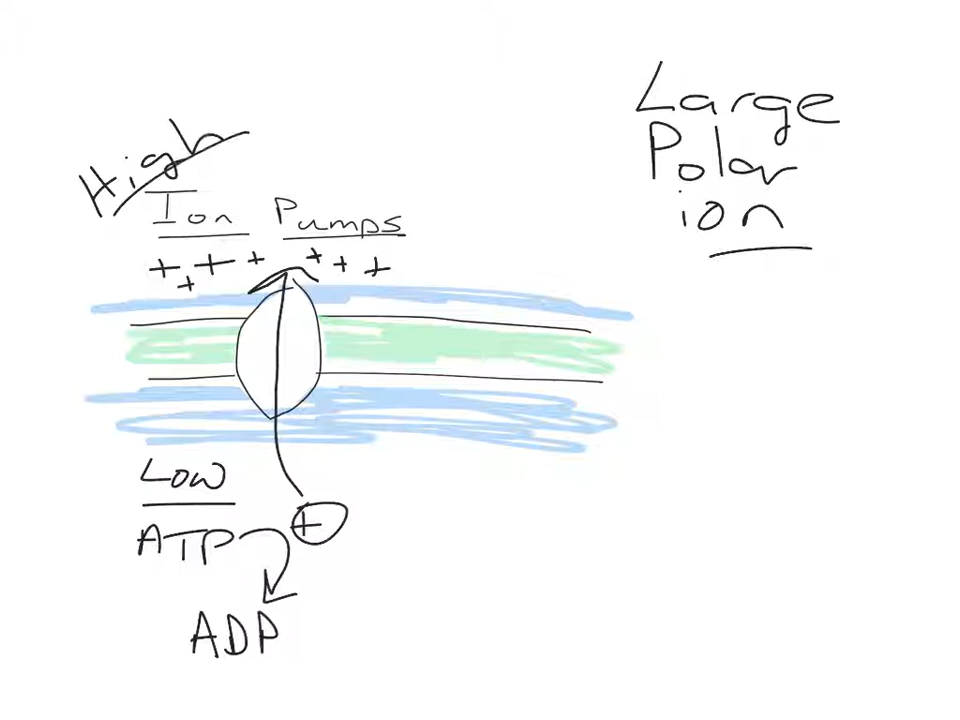 High
Ion Pumps
+ + + + + + +
Low
+
ATP
ADP
Large
Polar
ion